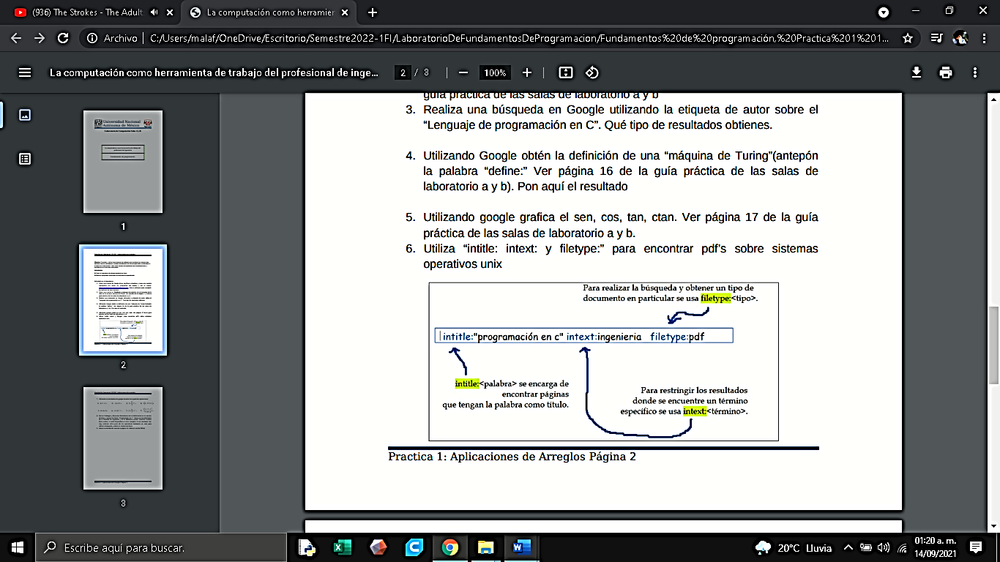 (936) The Strokes - The Adult
La computación como herramier
Archivo
C:/Users/malaf/OneDrive/Escritorio/Semestre2022-1FI/LaboratorioDeFundamentosDeProgramacion/Fundamentos%20de%20programación,%20Practica%201%201...
La computación como herramienta de trabajo del profesional de inge...
2 / 3
100%
Universidad Nacional
Autónoma de México
1
2
3
guía práctica de las salas de laboratorio a y b
3. Realiza una búsqueda en Google utilizando la etiqueta de autor sobre el
“Lenguaje de programación en C”. Qué tipo de resultados obtienes.
4. Utilizando Google obtén la definición de una “máquina de Turing”(antepón
la palabra “define:” Ver página 16 de la guía práctica de las salas de
laboratorio a y b). Pon aquí el resultado
5. Utilizando google grafica el sen, cos, tan, ctan. Ver página 17 de la guía
práctica de las salas de laboratorio a y b.
6. Utiliza “intitle: intext: y filetype:” para encontrar pdf’s sobre sistemas
operativos unix
Para realizar la búsqueda y obtener un tipo de
documento en particular se usa filetype:<tipo>.
intitle:"programación en c" intext:ingenieria filetype:pdf
intitle:<palabra> se encarga de
encontrar páginas
que tengan la palabra como título.
Para restringir los resultados
donde se encuentre un término
específico se usa intext:<término>.
Practica 1: Aplicaciones de Arreglos Página 2
Escribe aquí para buscar.
20°C Lluvia
01:20 a. m.
14/09/2021